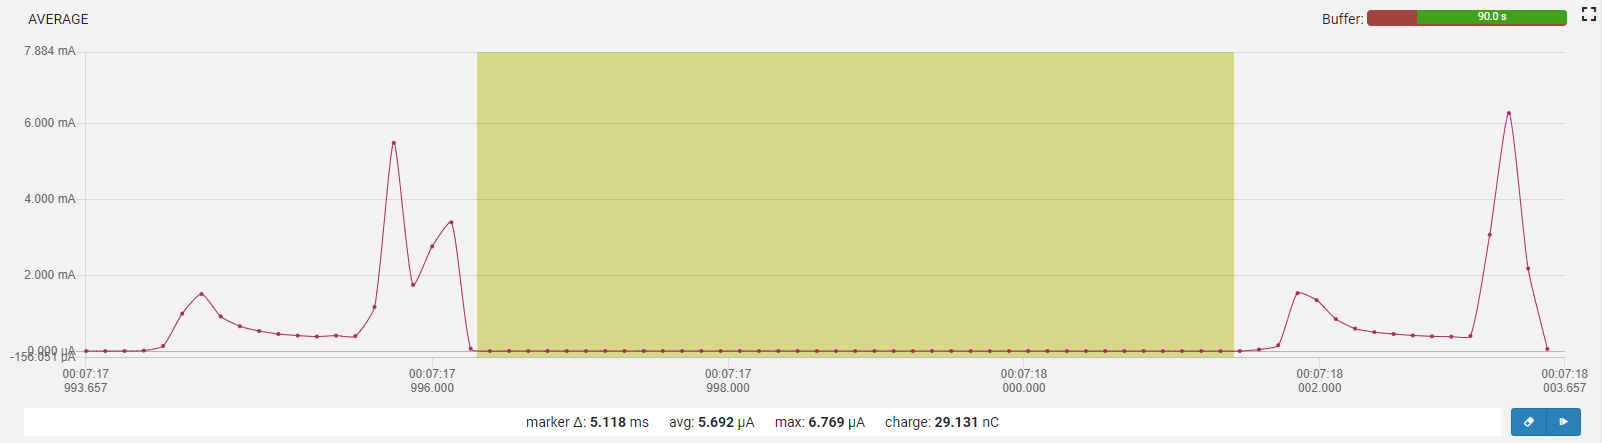 AVERAGE
Buffer: 90.0 s
7.884 mA
6.000 mA
4.000 mA
2.000 mA
0.000 µA
-156.051 µA
00:07:17 00:07:17 00:07:17 00:07:18 00:07:18 00:07:18
993.657 996.000 998.000 000.000 002.000 003.657
marker Δ: 5.118 ms avg: 5.692 µA max: 6.769 µA charge: 29.131 nC